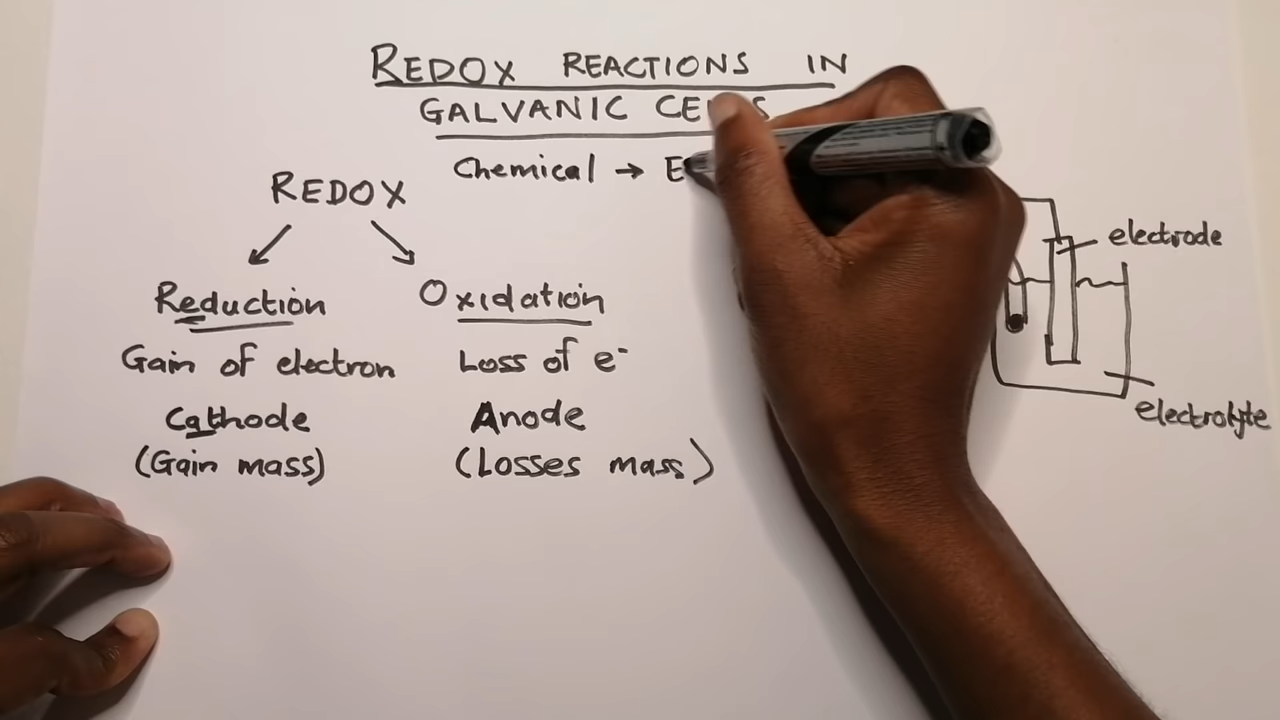 REDOX REACTIONS IN
GALVANIC
Chemical → E
REDOX
Reduction
Gain of electron
Cathode
(Gain mass)
Oxidation
Loss of e⁻
Anode
(Losses mass)
electrode
electrolyte